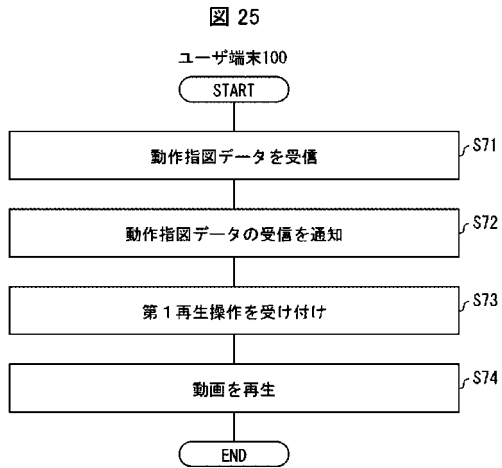 図 25
ユーザ端末100
START
動作指図データを受信
S71
動作指図データの受信を通知
S72
第1再生操作を受け付け
S73
動画を再生
S74
END